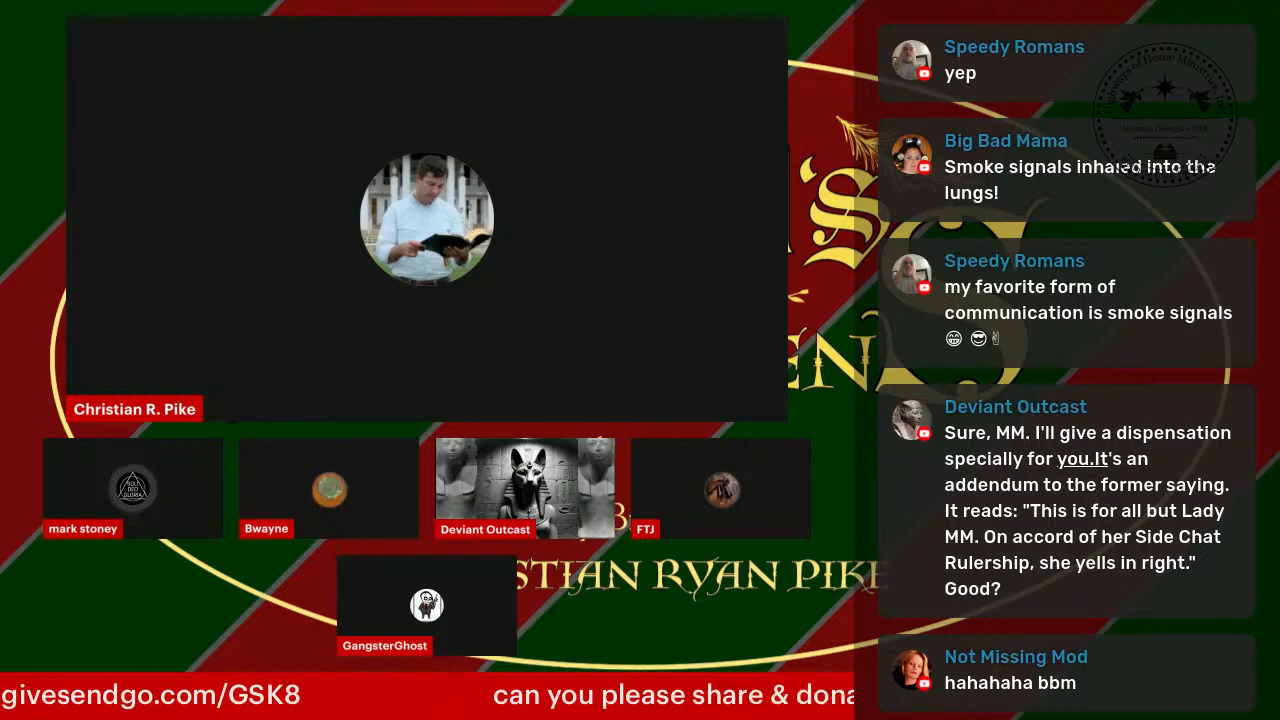 Christian R. Pike
mark stoney
Bwayne
Deviant Outcast
FTJ
GangsterGhost
STIAN RYAN PIKE
givesendgo.com/GSK8
can you please share & dona
Speedy Romans
yep
Big Bad Mama
Smoke signals inhaled into the
lungs!
Speedy Romans
my favorite form of
communication is smoke signals
😁 😎✌
Deviant Outcast
Sure, MM. I'll give a dispensation
specially for you.It's an
addendum to the former saying.
It reads: "This is for all but Lady
MM. On accord of her Side Chat
Rulership, she yells in right."
Good?
Not Missing Mod
hahahaha bbm